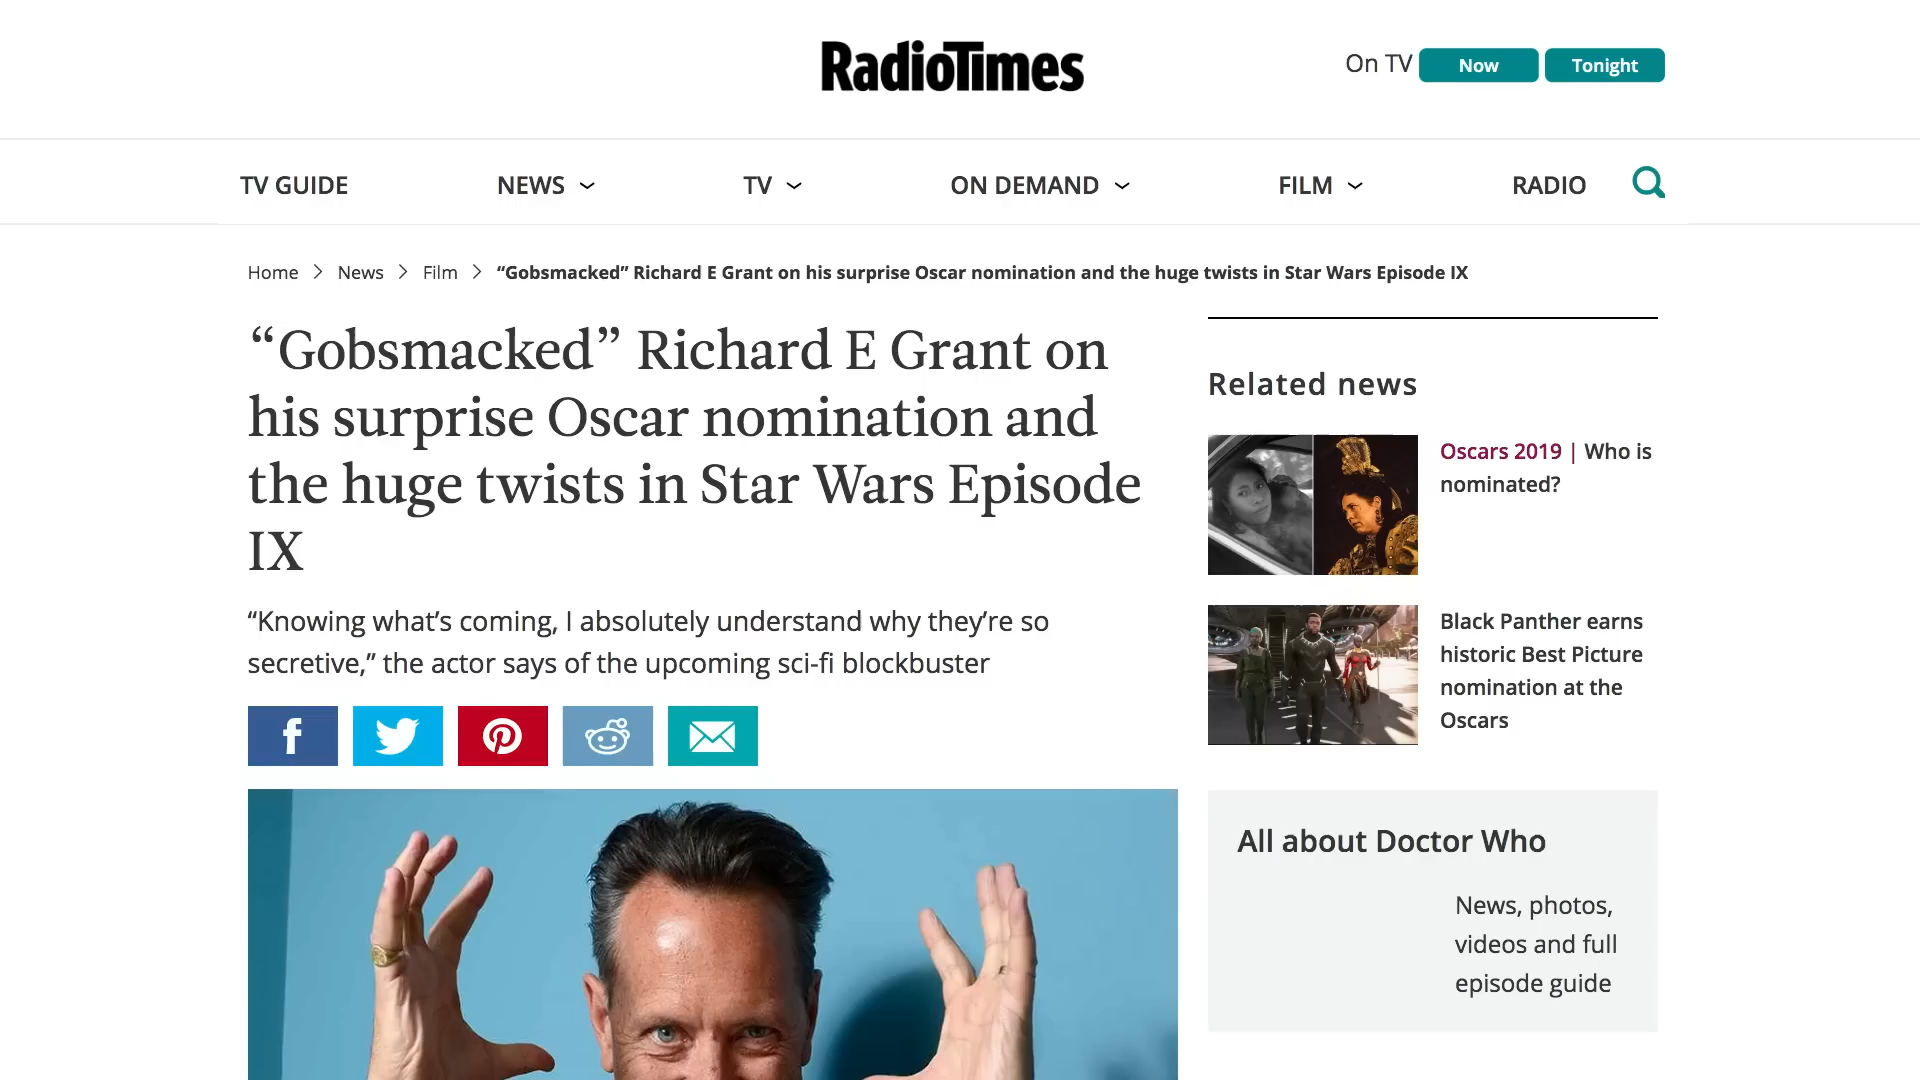 RadioTimes
On TV
Now
Tonight
TV GUIDE
NEWS
TV
ON DEMAND
FILM
RADIO
Home
News
Film
“Gobsmacked” Richard E Grant on his surprise Oscar nomination and the huge twists in Star Wars Episode IX
“Gobsmacked” Richard E Grant on
his surprise Oscar nomination and
the huge twists in Star Wars Episode
IX
“Knowing what’s coming, I absolutely understand why they’re so
secretive,” the actor says of the upcoming sci-fi blockbuster
Related news
Oscars 2019 | Who is
nominated?
Black Panther earns
historic Best Picture
nomination at the
Oscars
All about Doctor Who
News, photos,
videos and full
episode guide